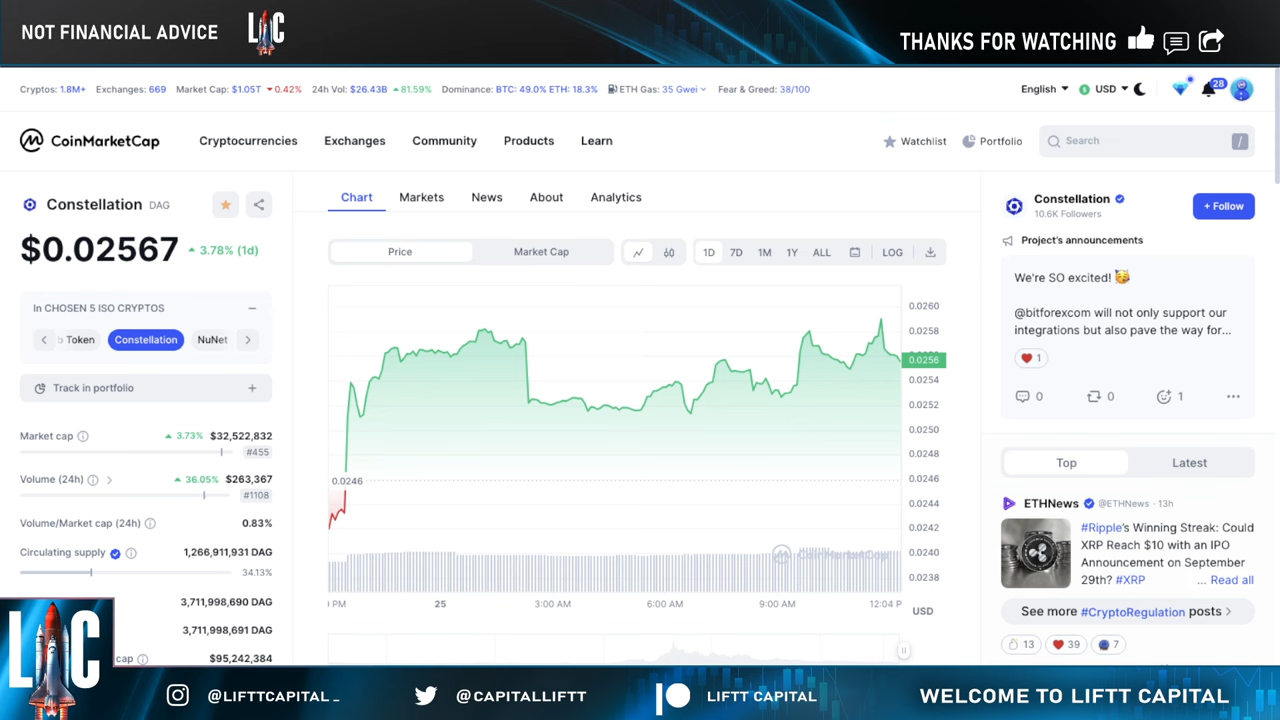 NOT FINANCIAL ADVICE
LC
THANKS FOR WATCHING
Cryptos: 1.8M+ Exchanges: 669 Market Cap: $1.05T 0.42% 24h Vol: $26.43B 81.59% Dominance: BTC: 49.0% ETH: 18.3% ETH Gas: 35 Gwei Fear & Greed: 38/100
English USD 28
CoinMarketCap
Cryptocurrencies Exchanges Community Products Learn
Watchlist Portfolio Search /
Constellation DAG
$0.02567 3.78% (1d)
In CHOSEN 5 ISO CRYPTOS
Token Constellation NuNet
Track in portfolio +
Market cap 3.73% $32,522,832
#455
Volume (24h) 36.05% $263,367
#1108
Volume/Market cap (24h) 0.83%
Circulating supply 1,266,911,931 DAG
34.13%
3,711,998,690 DAG
3,711,998,691 DAG
cap $95,242,384
Chart Markets News About Analytics
Price Market Cap 1D 7D 1M 1Y ALL LOG
0.0260
0.0258
0.0256
0.0254
0.0252
0.0250
0.0248
0.0246
0.0246
0.0244
0.0242
0.0240
0.0238
CoinMarketCap
PM 25 3:00 AM 6:00 AM 9:00 AM 12:04 P
USD
Constellation
10.6K Followers
+ Follow
Project's announcements
We're SO excited! 🥳
@bitforexcom will not only support our
integrations but also pave the way for...
❤️ 1
0 0 1 ...
Top Latest
ETHNews @ETHNews · 13h
#Ripple's Winning Streak: Could
XRP Reach $10 with an IPO
Announcement on September
29th? #XRP ... Read all
See more #CryptoRegulation posts >
13 39 7
LC
@LIFTTCAPITAL_
@CAPITALLIFTT
LIFTT CAPITAL
WELCOME TO LIFTT CAPITAL